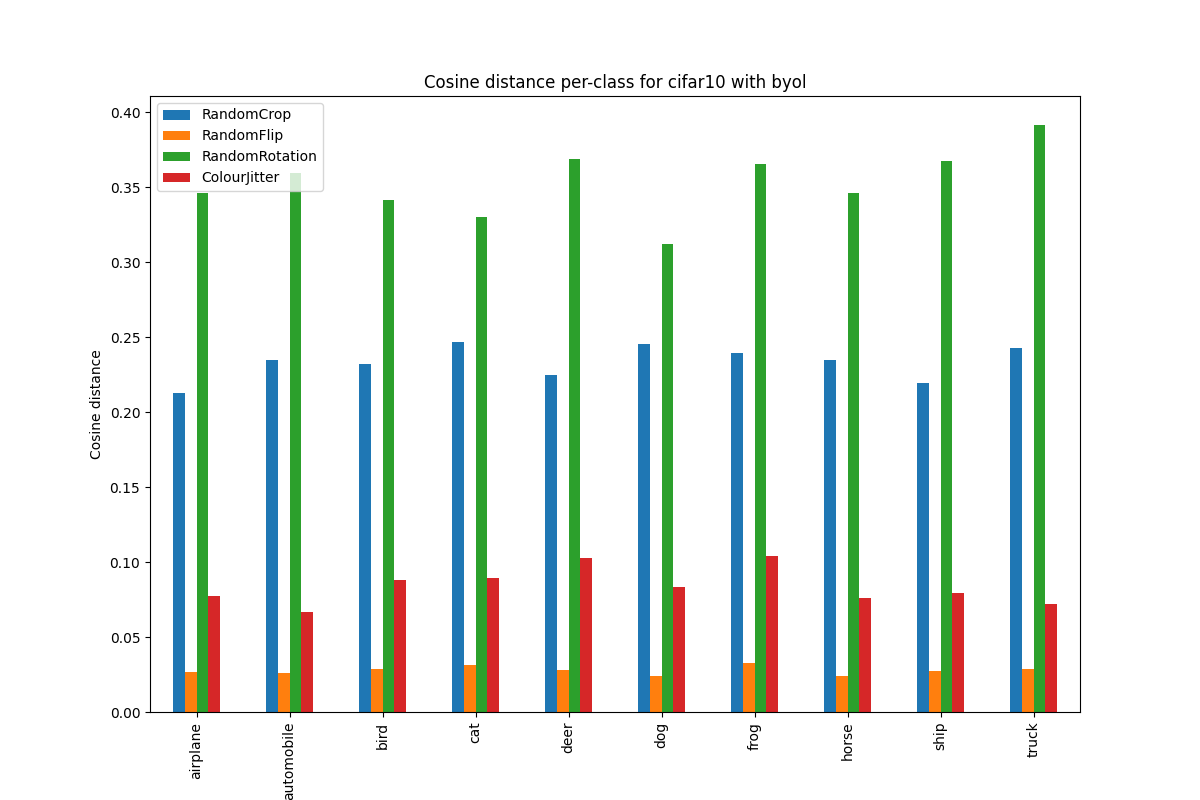 Cosine distance per-class for cifar10 with byol
RandomCrop
RandomFlip
RandomRotation
ColourJitter
0.40
0.35
0.30
0.25
0.20
0.15
0.10
0.05
0.00
Cosine distance
airplane
automobile
bird
cat
deer
dog
frog
horse
ship
truck